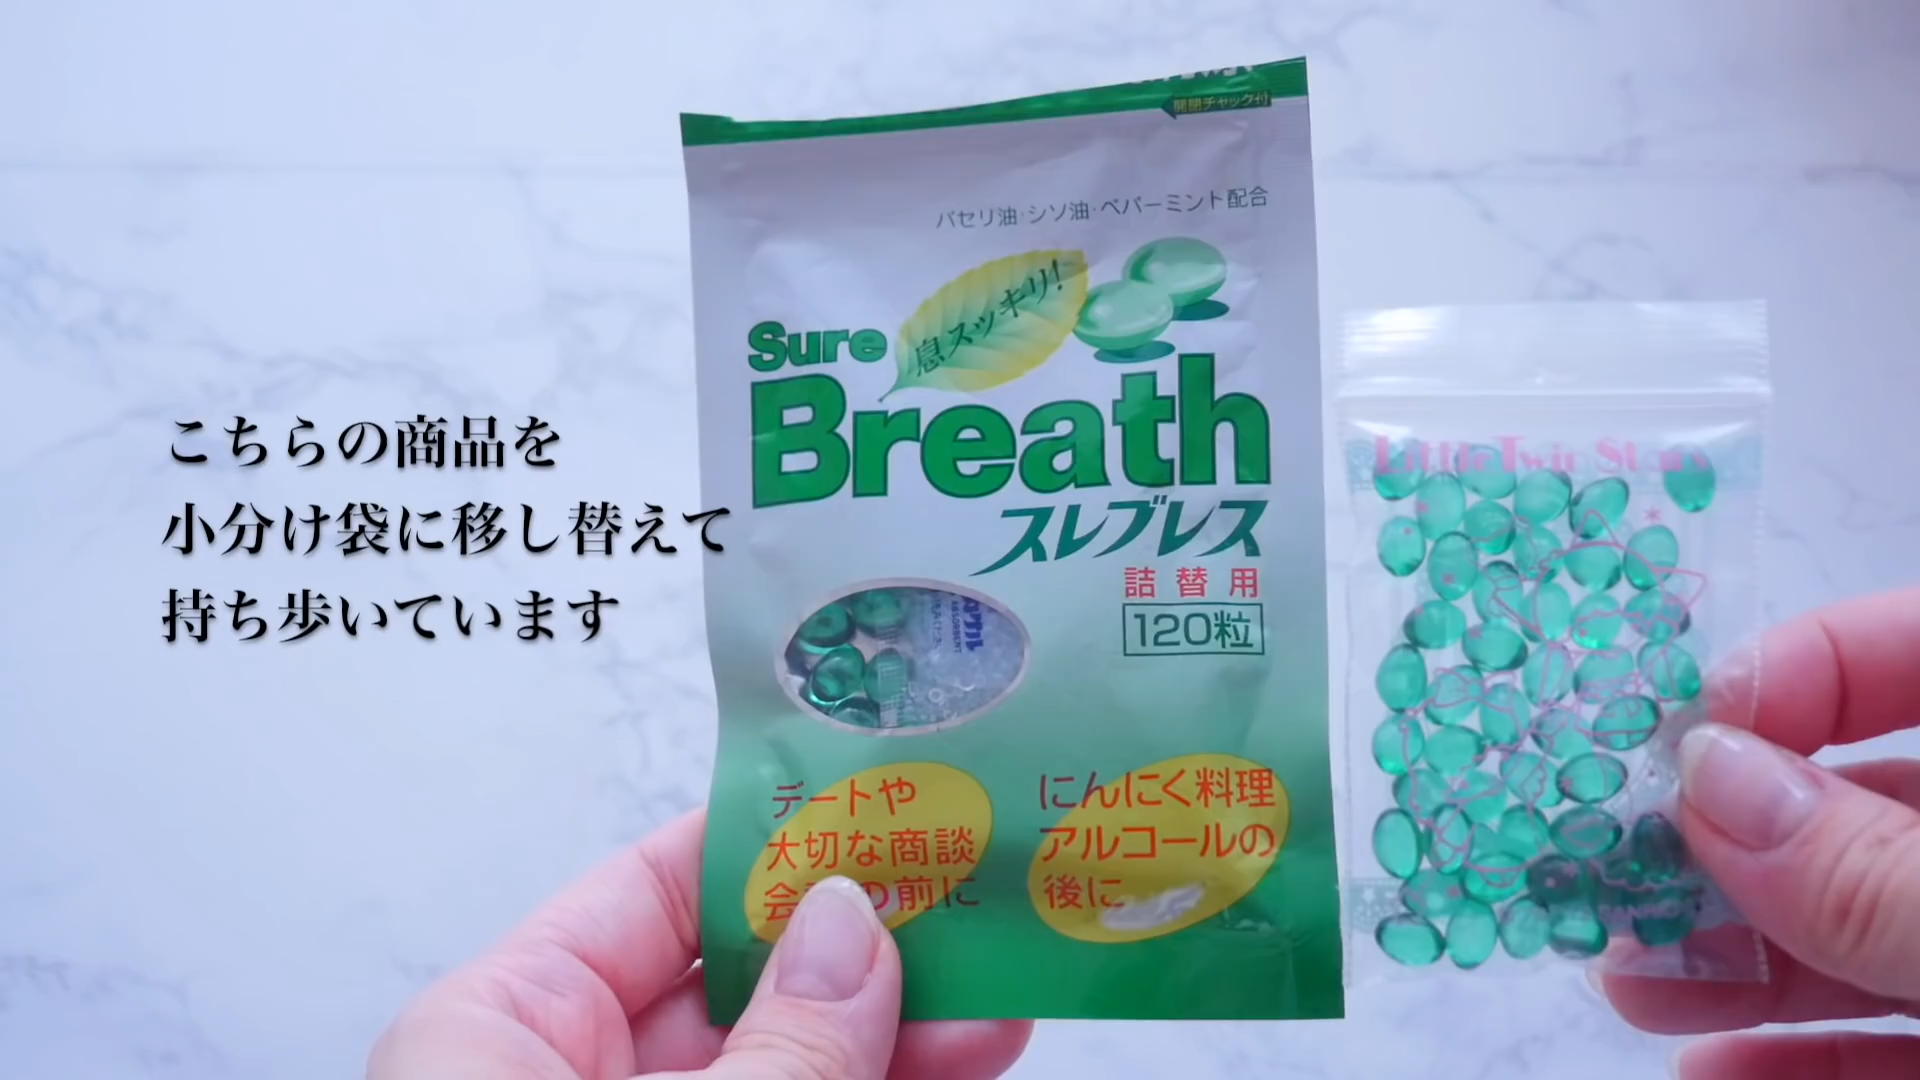 開閉チャック付
パセリ油·シソ油·ペパーミント配合
息スッキリ!
Sure
Breath
スレブレス
詰替用
120粒
こちらの商品を
小分け袋に移し替えて
持ち歩いています
デートや
大切な商談
の前に
にんにく料理
アルコールの
後に
Little Twin Stars